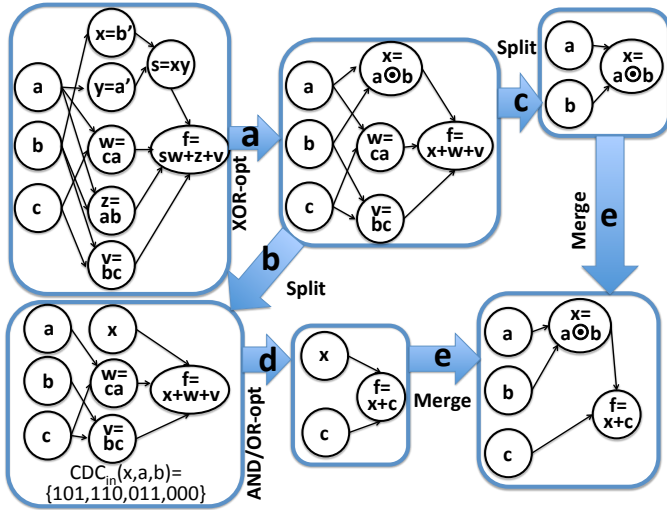 x=b’
a
y=a’
s=xy
b
w=
ca
f=
sw+z+v
c
z=
ab
v=
bc
a
XOR-opt
a
x=
a⊙b
b
w=
ca
f=
x+w+v
c
v=
bc
Split
c
a
x=
a⊙b
b
b
Split
Merge
e
a
x
b
w=
ca
f=
x+w+v
c
v=
bc
CDCin(x,a,b)=
{101,110,011,000}
d
AND/OR-opt
x
f=
x+c
c
e
Merge
a
x=
a⊙b
b
f=
x+c
c